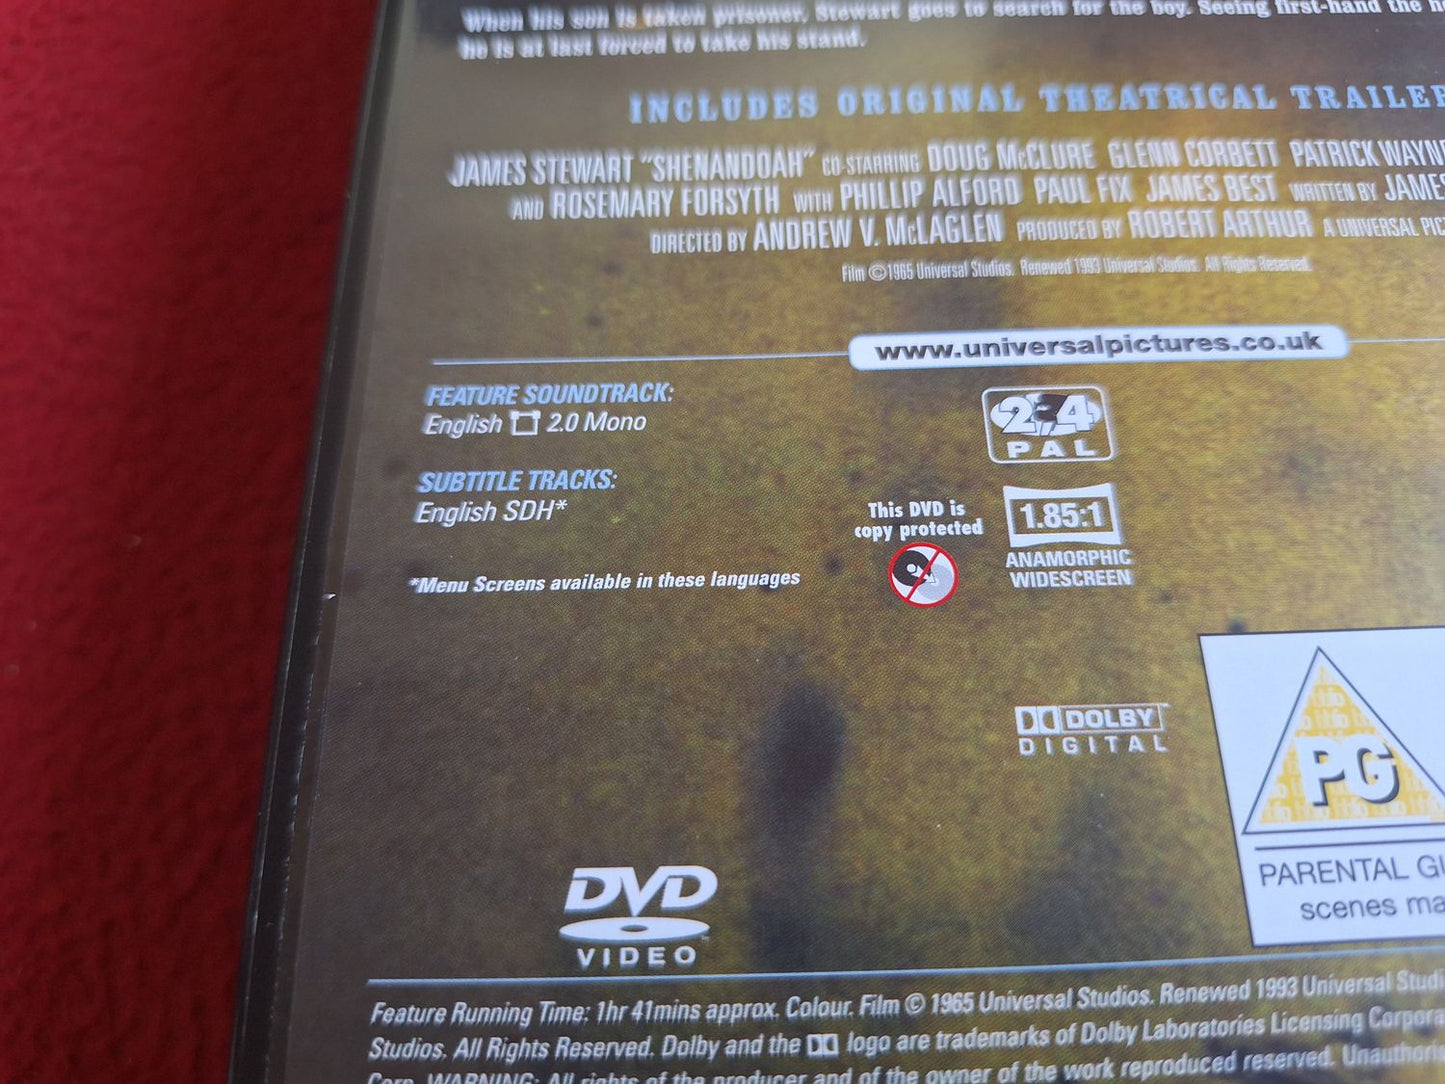 When his son is taken prisoner, Stewart goes to search for the boy. Seeing first-hand the
he is at last forced to take his stand.
INCLUDES ORIGINAL THEATRICAL TRAILER
JAMES STEWART "SHENANDOAH" CO-STARRING DOUG McCLURE GLENN CORBETT PATRICK WAYNE
AND ROSEMARY FORSYTH WITH PHILLIP ALFORD PAUL FIX JAMES BEST WRITTEN BY JAMES
DIRECTED BY ANDREW V. McLAGLEN PRODUCED BY ROBERT ARTHUR A UNIVERSAL PIC
Film ©1965 Universal Studios. Renewed 1993 Universal Studios. All Rights Reserved.
www.universalpictures.co.uk
FEATURE SOUNDTRACK:
English 2.0 Mono
SUBTITLE TRACKS:
English SDH*
*Menu Screens available in these languages
2 4
PAL
This DVD is
copy protected
1.85:1
ANAMORPHIC
WIDESCREEN
DOLBY
DIGITAL
PG
PARENTAL GU
scenes ma
DVD
VIDEO
Feature Running Time: 1hr 41mins approx. Colour. Film © 1965 Universal Studios. Renewed 1993 Universal Studi
Studios. All Rights Reserved. Dolby and the logo are trademarks of Dolby Laboratories Licensing Corpora
Corp. WARNING: All rights of the producer and of the owner of the work reproduced reserved. Unauthoris